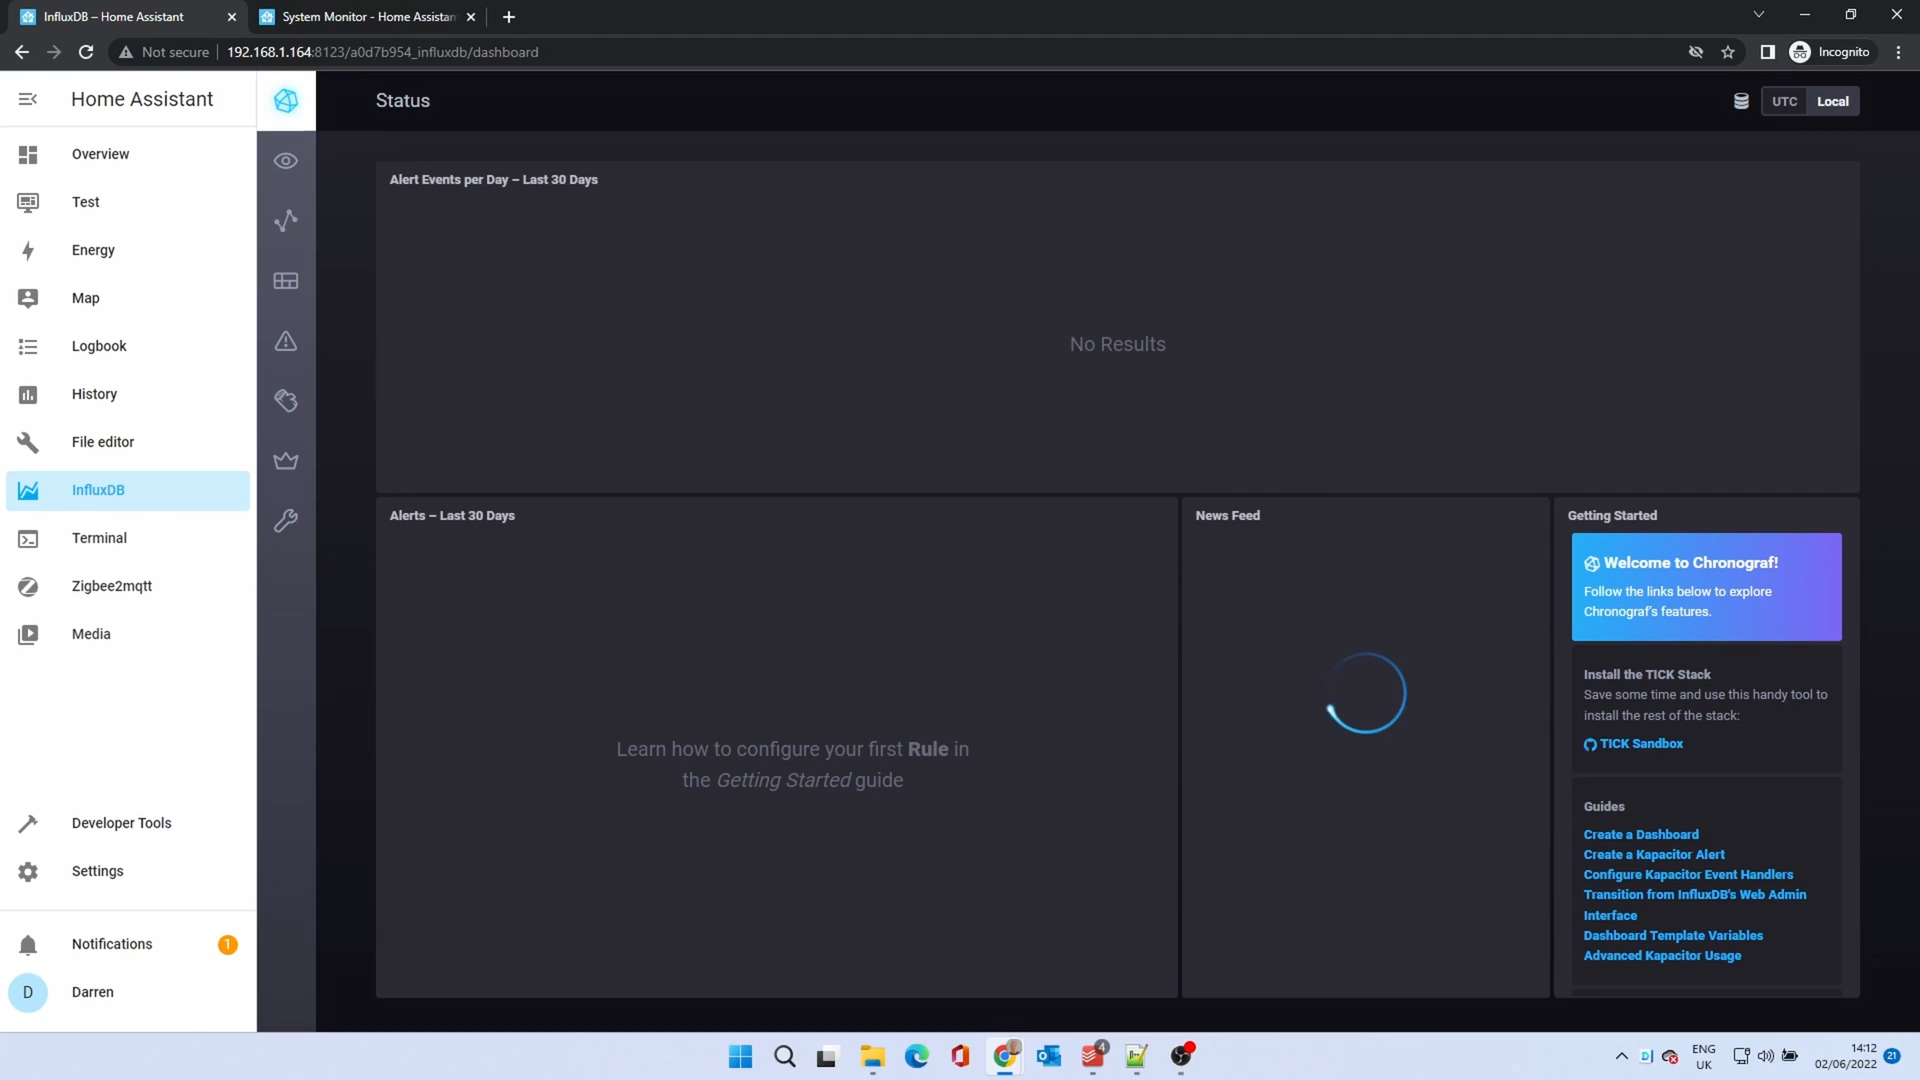 InfluxDB – Home Assistant
System Monitor - Home Assistan
Not secure
192.168.1.164:8123/a0d7b954_influxdb/dashboard
Incognito
Home Assistant
Status
UTC
Local
Overview
Test
Energy
Map
Logbook
History
File editor
InfluxDB
Terminal
Zigbee2mqtt
Media
Developer Tools
Settings
Notifications
1
D
Darren
Alert Events per Day – Last 30 Days
No Results
Alerts – Last 30 Days
Learn how to configure your first Rule in
the Getting Started guide
News Feed
Getting Started
Welcome to Chronograf!
Follow the links below to explore
Chronograf's features.
Install the TICK Stack
Save some time and use this handy tool to
install the rest of the stack:
TICK Sandbox
Guides
Create a Dashboard
Create a Kapacitor Alert
Configure Kapacitor Event Handlers
Transition from InfluxDB's Web Admin
Interface
Dashboard Template Variables
Advanced Kapacitor Usage
4
ENG
UK
14:12
02/06/2022
21